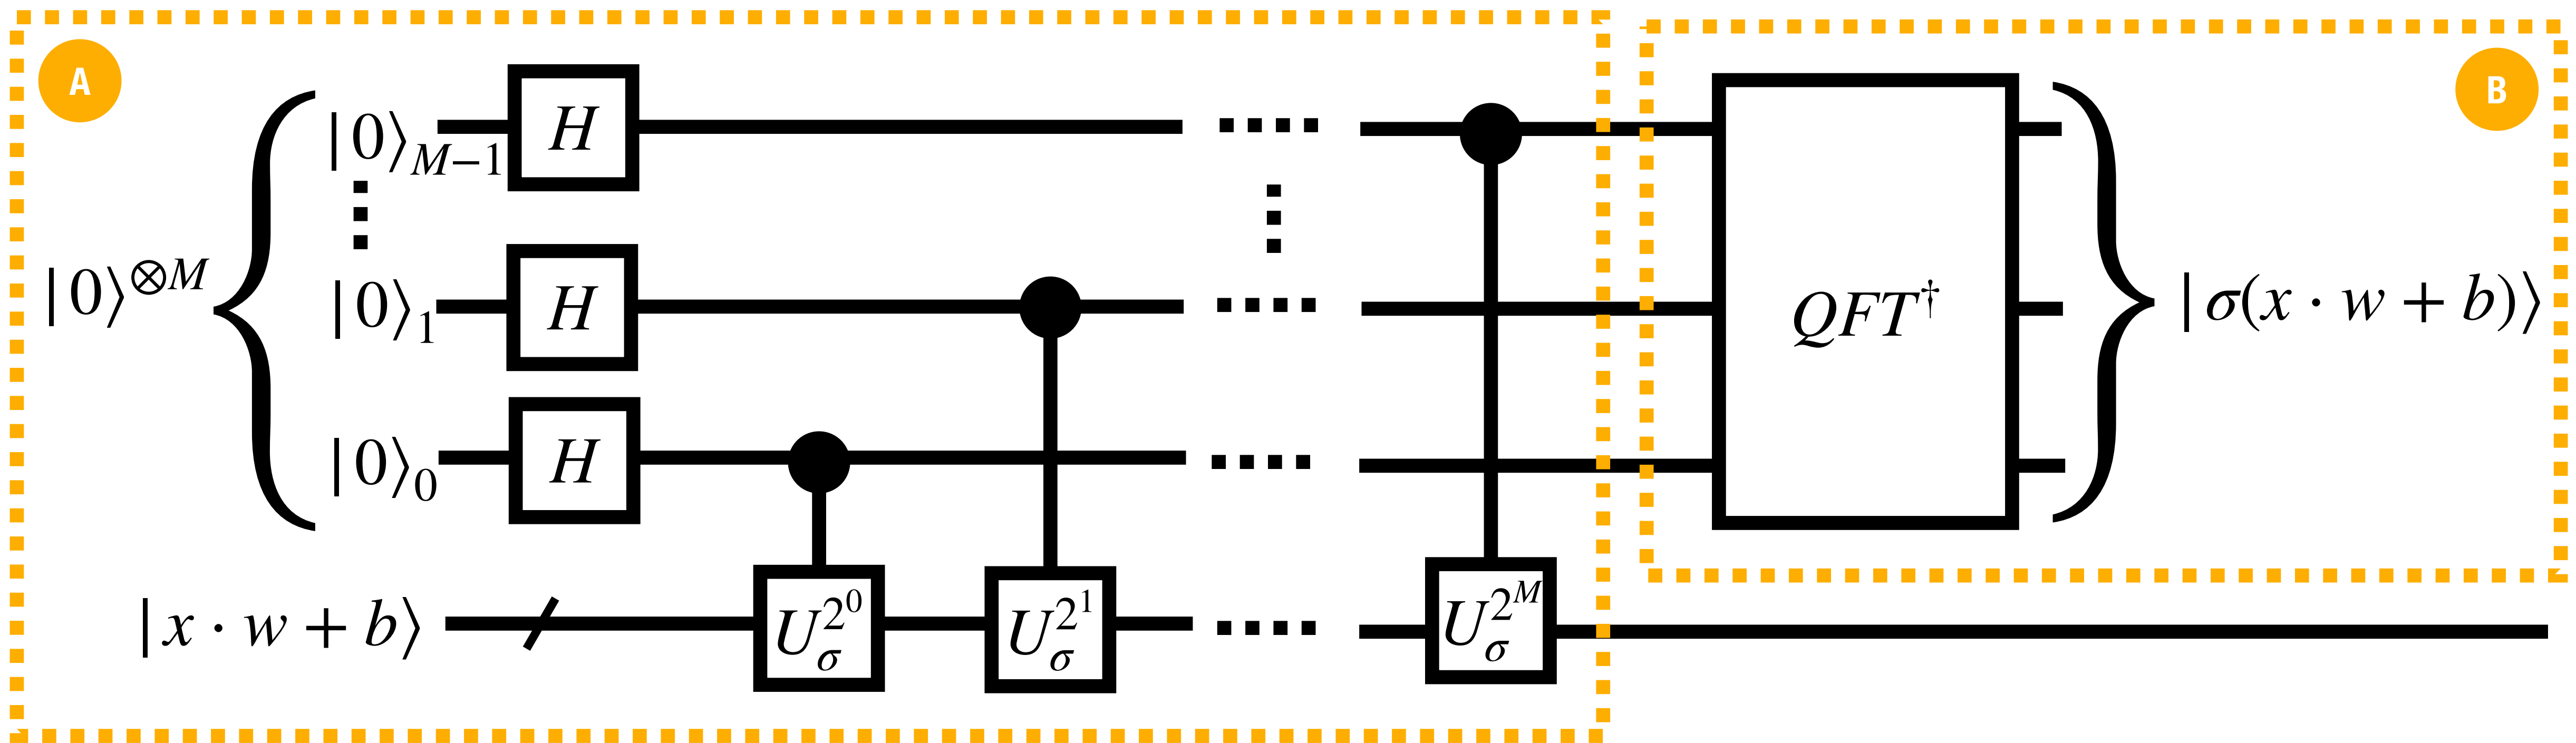 A
B
|0⟩_{M−1}
H
|0⟩^{⊗M}
|0⟩_1
H
QFT^†
|σ(x · w + b)⟩
|0⟩_0
H
|x · w + b⟩
U_σ^{2^0}
U_σ^{2^1}
U_σ^{2^M}